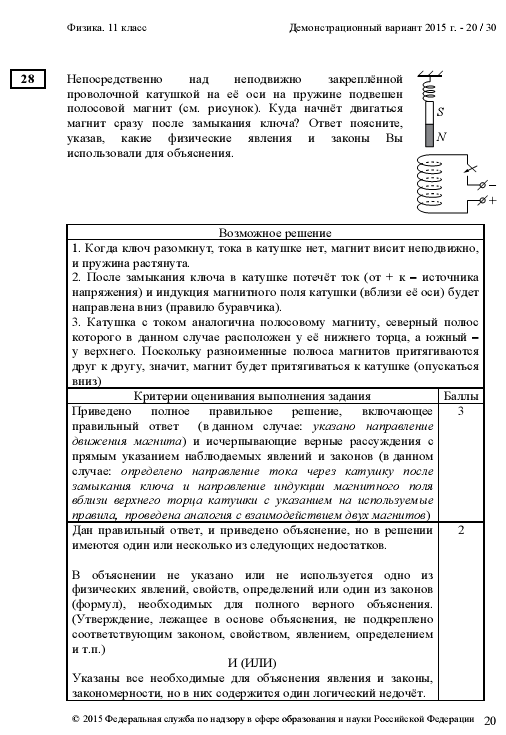 Физика. 11 класс
Демонстрационный вариант 2015 г. - 20 / 30
28
Непосредственно над неподвижно закреплённой
проволочной катушкой на её оси на пружине подвешен
полосовой магнит (см. рисунок). Куда начнёт двигаться
магнит сразу после замыкания ключа? Ответ поясните,
указав, какие физические явления и законы Вы
использовали для объяснения.
S
N
–
+
Возможное решение
1. Когда ключ разомкнут, тока в катушке нет, магнит висит неподвижно,
и пружина растянута.
2. После замыкания ключа в катушке потечёт ток (от + к – источника
напряжения) и индукция магнитного поля катушки (вблизи её оси) будет
направлена вниз (правило буравчика).
3. Катушка с током аналогична полосовому магниту, северный полюс
которого в данном случае расположен у её нижнего торца, а южный –
у верхнего. Поскольку разноименные полюса магнитов притягиваются
друг к другу, значит, магнит будет притягиваться к катушке (опускаться
вниз)
Критерии оценивания выполнения задания
Баллы
Приведено полное правильное решение, включающее
правильный ответ (в данном случае: указано направление
движения магнита) и исчерпывающие верные рассуждения с
прямым указанием наблюдаемых явлений и законов (в данном
случае: определено направление тока через катушку после
замыкания ключа и направление индукции магнитного поля
вблизи верхнего торца катушки с указанием на используемые
правила, проведена аналогия с взаимодействием двух магнитов)
3
Дан правильный ответ, и приведено объяснение, но в решении
имеются один или несколько из следующих недостатков.
2
В объяснении не указано или не используется одно из
физических явлений, свойств, определений или один из законов
(формул), необходимых для полного верного объяснения.
(Утверждение, лежащее в основе объяснения, не подкреплено
соответствующим законом, свойством, явлением, определением
и т.п.)
И (ИЛИ)
Указаны все необходимые для объяснения явления и законы,
закономерности, но в них содержится один логический недочёт.
© 2015 Федеральная служба по надзору в сфере образования и науки Российской Федерации
20